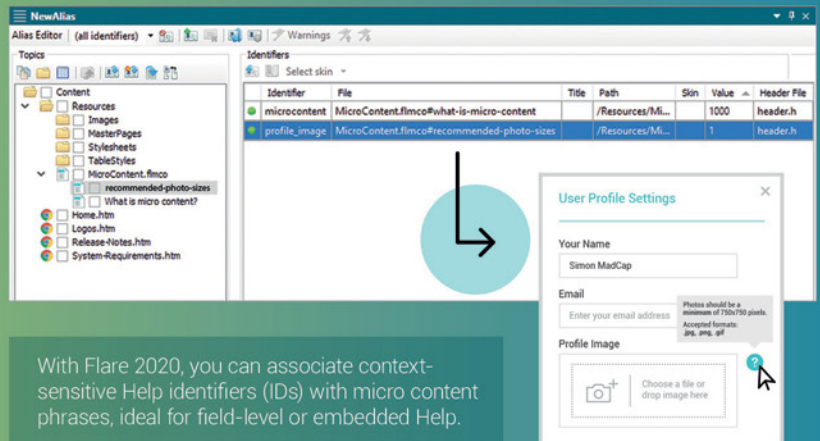 NewAlias
Alias Editor (all identifiers) Warnings
Topics
Content
Resources
Images
MasterPages
Stylesheets
TableStyles
MicroContent.flmco
recommended-photo-sizes
What is micro content?
Home.htm
Logos.htm
Release-Notes.htm
System-Requirements.htm
Identifiers
Select skin
Identifier File Title Path Skin Value Header File
microcontent MicroContent.flmco#what-is-micro-content /Resources/Mi... 1000 header.h
profile_image MicroContent.flmco#recommended-photo-sizes /Resources/Mi... 1 header.h
User Profile Settings
Your Name
Simon MadCap
Email
Enter your email address
Photos should be a
minimum of 750x750 pixels.
Accepted formats:
.jpg, .png, .gif
Profile Image
?
Choose a file or
drop image here
With Flare 2020, you can associate context-
sensitive Help identifiers (IDs) with micro content
phrases, ideal for field-level or embedded Help.